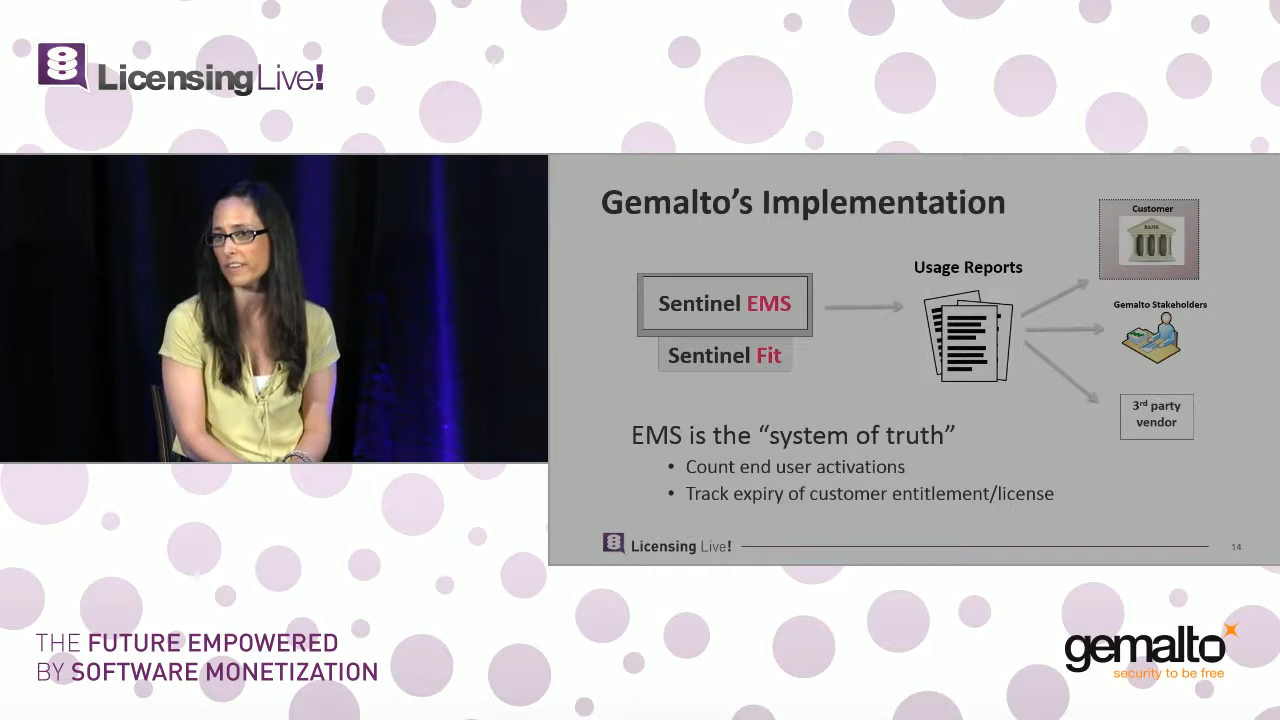 LicensingLive!
Gemalto's Implementation
Customer
BANK
Usage Reports
Sentinel EMS
Gemalto Stakeholders
Sentinel Fit
3rd party
vendor
EMS is the “system of truth”
• Count end user activations
• Track expiry of customer entitlement/license
Licensing Live!
14
THE FUTURE EMPOWERED
BY SOFTWARE MONETIZATION
gemalto
security to be free